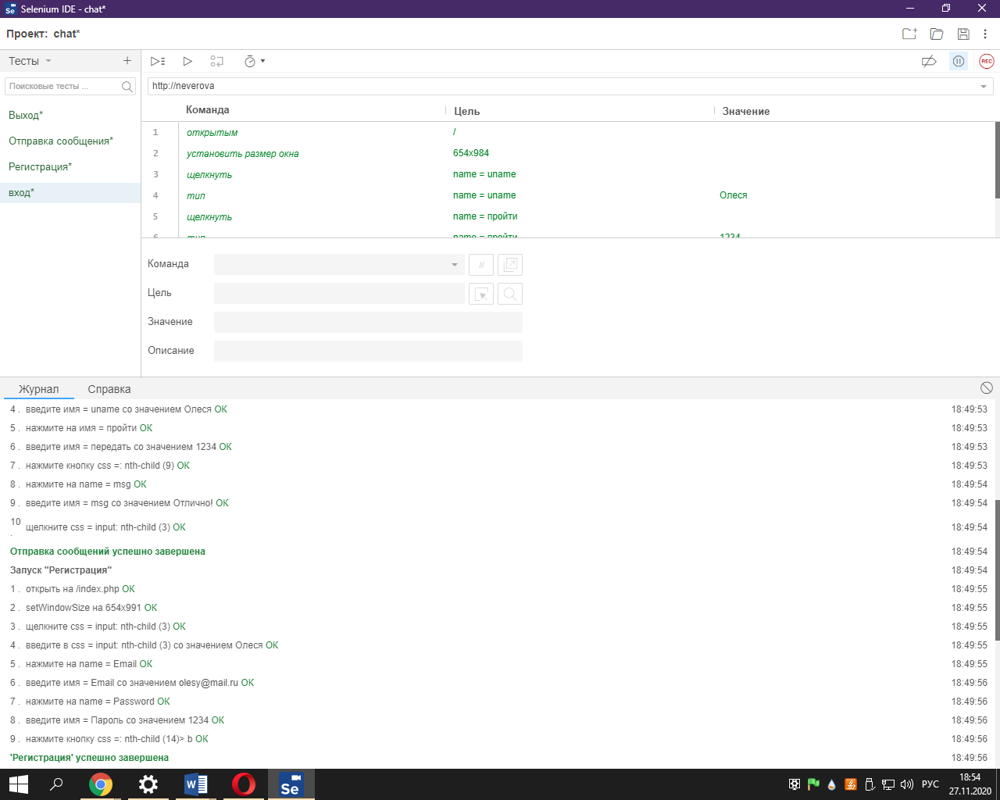 Selenium IDE - chat*
Проект: chat*
Тесты
Поисковые тесты ...
Выход*
Отправка сообщения*
Регистрация*
вход*
REC
http://neverova
Команда Цель Значение
1 открытым /
2 установить размер окна 654x984
3 щелкнуть name = uname
4 тип name = uname Олеся
5 щелкнуть name = пройти
6 тип name = пройти 1234
Команда
//
Цель
Значение
Описание
Журнал Справка
4 . введите имя = uname со значением Олеся OK 18:49:53
5 . нажмите на имя = пройти OK 18:49:53
6 . введите имя = передать со значением 1234 OK 18:49:53
7 . нажмите кнопку css =: nth-child (9) OK 18:49:53
8 . нажмите на name = msg OK 18:49:54
9 . введите имя = msg со значением Отлично! OK 18:49:54
10 . щелкните css = input: nth-child (3) OK 18:49:54
Отправка сообщений успешно завершена 18:49:54
Запуск "Регистрация" 18:49:54
1 . открыть на /index.php OK 18:49:55
2 . setWindowSize на 654x991 OK 18:49:55
3 . щелкните css = input: nth-child (3) OK 18:49:55
4 . введите в css = input: nth-child (3) со значением Олеся OK 18:49:55
5 . нажмите на name = Email OK 18:49:55
6 . введите имя = Email со значением olesy@mail.ru OK 18:49:56
7 . нажмите на name = Password OK 18:49:56
8 . введите имя = Пароль со значением 1234 OK 18:49:56
9 . нажмите кнопку css =: nth-child (14)> b OK 18:49:56
'Регистрация' успешно завершена 18:49:56
Se
РУС
18:54
27.11.2020